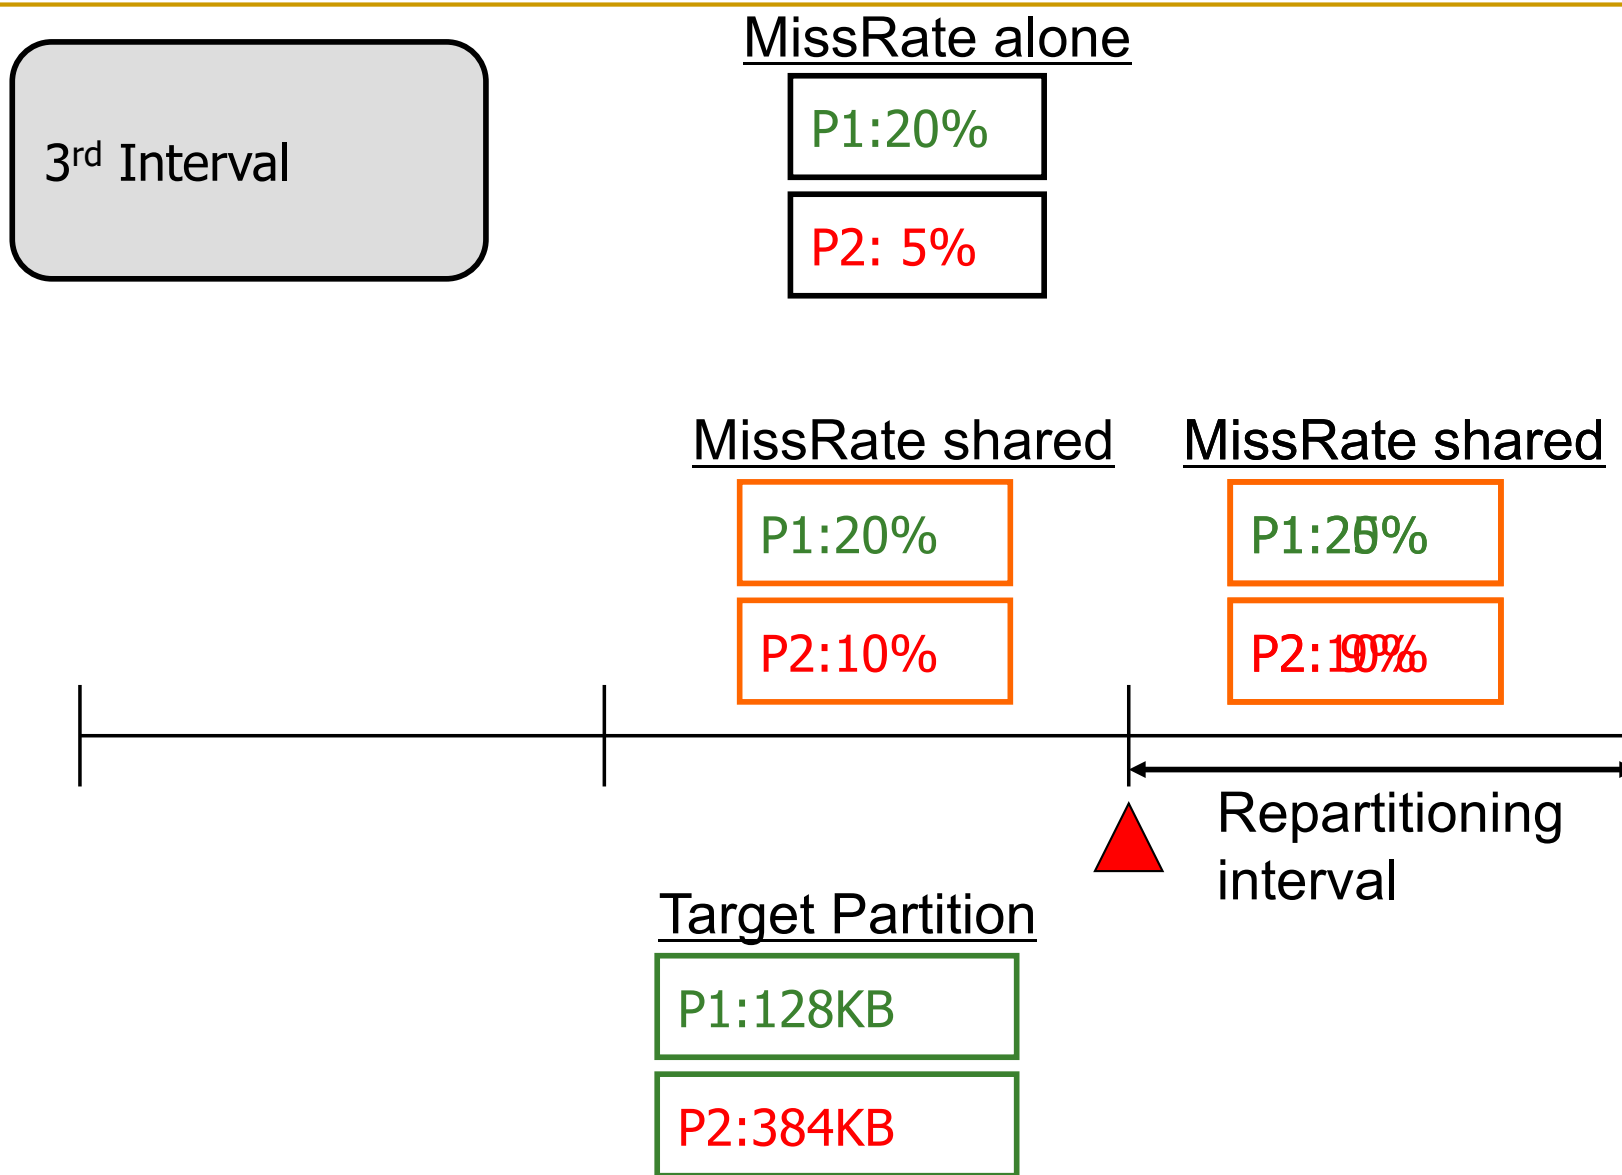 MissRate alone
P1:20%
3rd Interval
P2: 5%
MissRate shared
MissRate shared
P1:20%
P2:10%
Repartitioning
interval
Target Partition
P1:128KB
P2:384KB